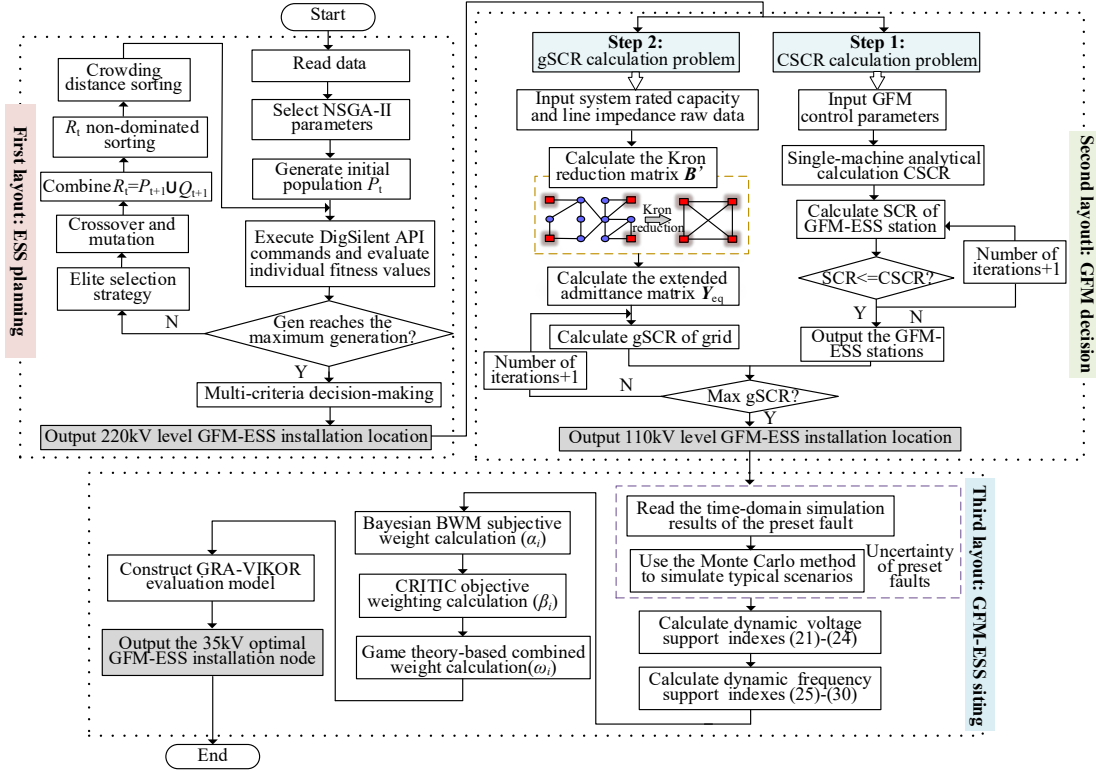 Start
Read data
Select NSGA-II
parameters
Generate initial
population Pt
Execute DigSilent API
commands and evaluate
individual fitness values
Gen reaches the
maximum generation?
N
Y
Elite selection
strategy
Crossover and
mutation
Combine Rt=Pt+1∪Qt+1
Rt non-dominated
sorting
Crowding
distance sorting
Multi-criteria decision-making
Output 220kV level GFM-ESS installation location
First layout: ESS planning
Step 2:
gSCR calculation problem
Input system rated capacity
and line impedance raw data
Calculate the Kron
reduction matrix B’
Kron
reduction
Calculate the extended
admittance matrix Yeq
Calculate gSCR of grid
Number of
iterations+1
N
Step 1:
CSCR calculation problem
Input GFM
control parameters
Single-machine analytical
calculation CSCR
Calculate SCR of
GFM-ESS station
Number of
iterations+1
SCR<=CSCR?
Y
N
Output the GFM-
ESS stations
Max gSCR?
Y
Output 110kV level GFM-ESS installation location
Second layouth: GFM decision
Read the time-domain simulation
results of the preset fault
Use the Monte Carlo method
to simulate typical scenarios
Uncertainty
of preset
faults
Calculate dynamic voltage
support indexes (21)-(24)
Calculate dynamic frequency
support indexes (25)-(30)
Bayesian BWM subjective
weight calculation (αi)
CRITIC objective
weighting calculation (βi)
Game theory-based combined
weight calculation(ωi)
Construct GRA-VIKOR
evaluation model
Output the 35kV optimal
GFM-ESS installation node
End
Third layout: GFM-ESS siting